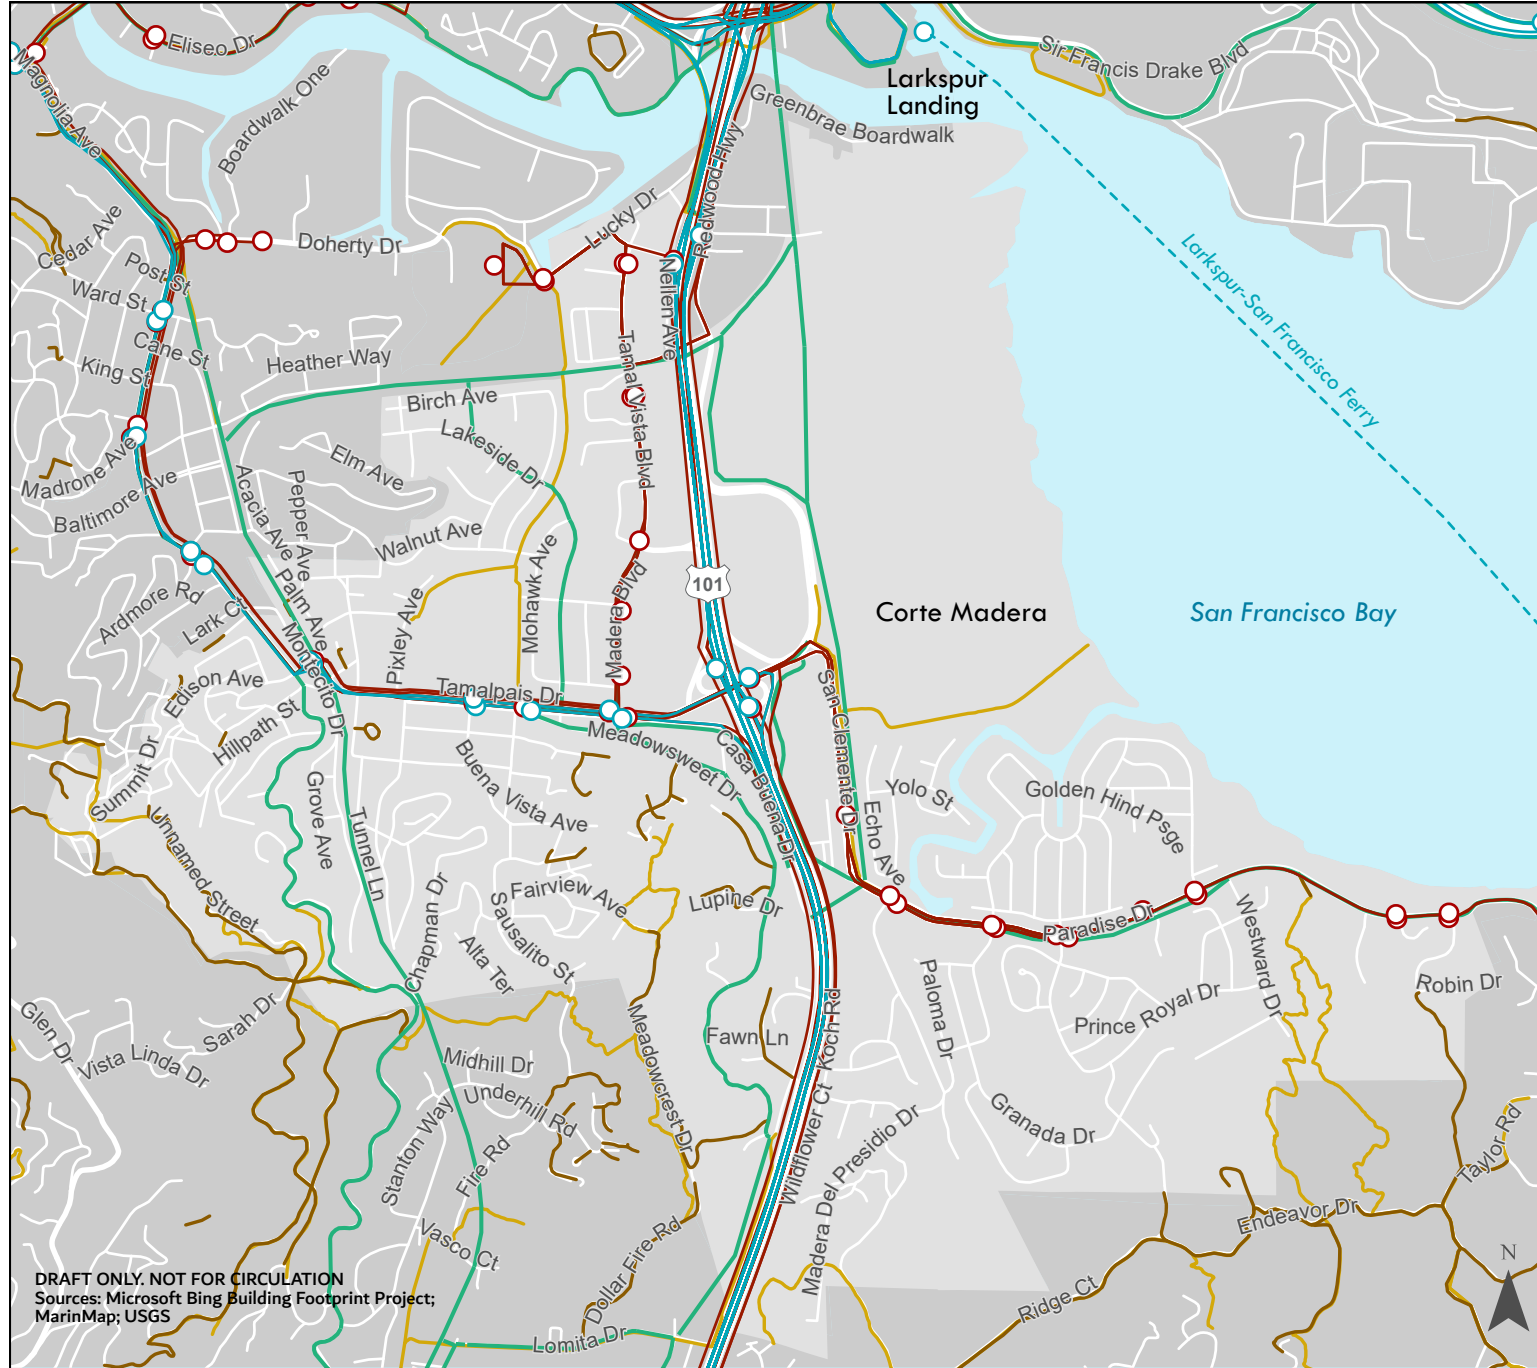 Eliseo Dr
Magnolia Ave
Boardwalk One
Sir Francis Drake Blvd
Larkspur
Landing
Greenbrae Boardwalk
Redwood Hwy
Lucky Dr
Doherty Dr
Cedar Ave
Post St
Ward St
Cane St
King St
Heather Way
Nellen Ave
Tamal Vista Blvd
Larkspur-San Francisco Ferry
Birch Ave
Lakeside Dr
Elm Ave
Madrone Ave
Baltimore Ave
Acacia Ave
Pepper Ave
Walnut Ave
Mohawk Ave
Madera Blvd
101
Ardmore Rd
Lark Ct
Palm Ave
Montecito Dr
Pixley Ave
Corte Madera
San Francisco Bay
Edison Ave
Hillpath St
Tamalpais Dr
Meadowsweet Dr
Casa Buena Dr
San Clemente Dr
Summit Dr
Buena Vista Ave
Yolo St
Echo Ave
Golden Hind Psge
Grove Ave
Tunnel Ln
Unnamed Street
Chapman Dr
Fairview Ave
Sausalito St
Alta Ter
Lupine Dr
Paradise Dr
Westward Dr
Robin Dr
Paloma Dr
Prince Royal Dr
Glen Dr
Vista Linda Dr
Sarah Dr
Meadowcrest Dr
Fawn Ln
Koch Rd
Wildflower Ct
Midhill Dr
Underhill Rd
Stanton Way
Fire Rd
Vasco Ct
Granada Dr
Madera Del Presidio Dr
Taylor Rd
Endeavor Dr
Ridge Ct
Dollar Fire Rd
Lomita Dr
N
DRAFT ONLY. NOT FOR CIRCULATION
Sources: Microsoft Bing Building Footprint Project;
MarinMap; USGS